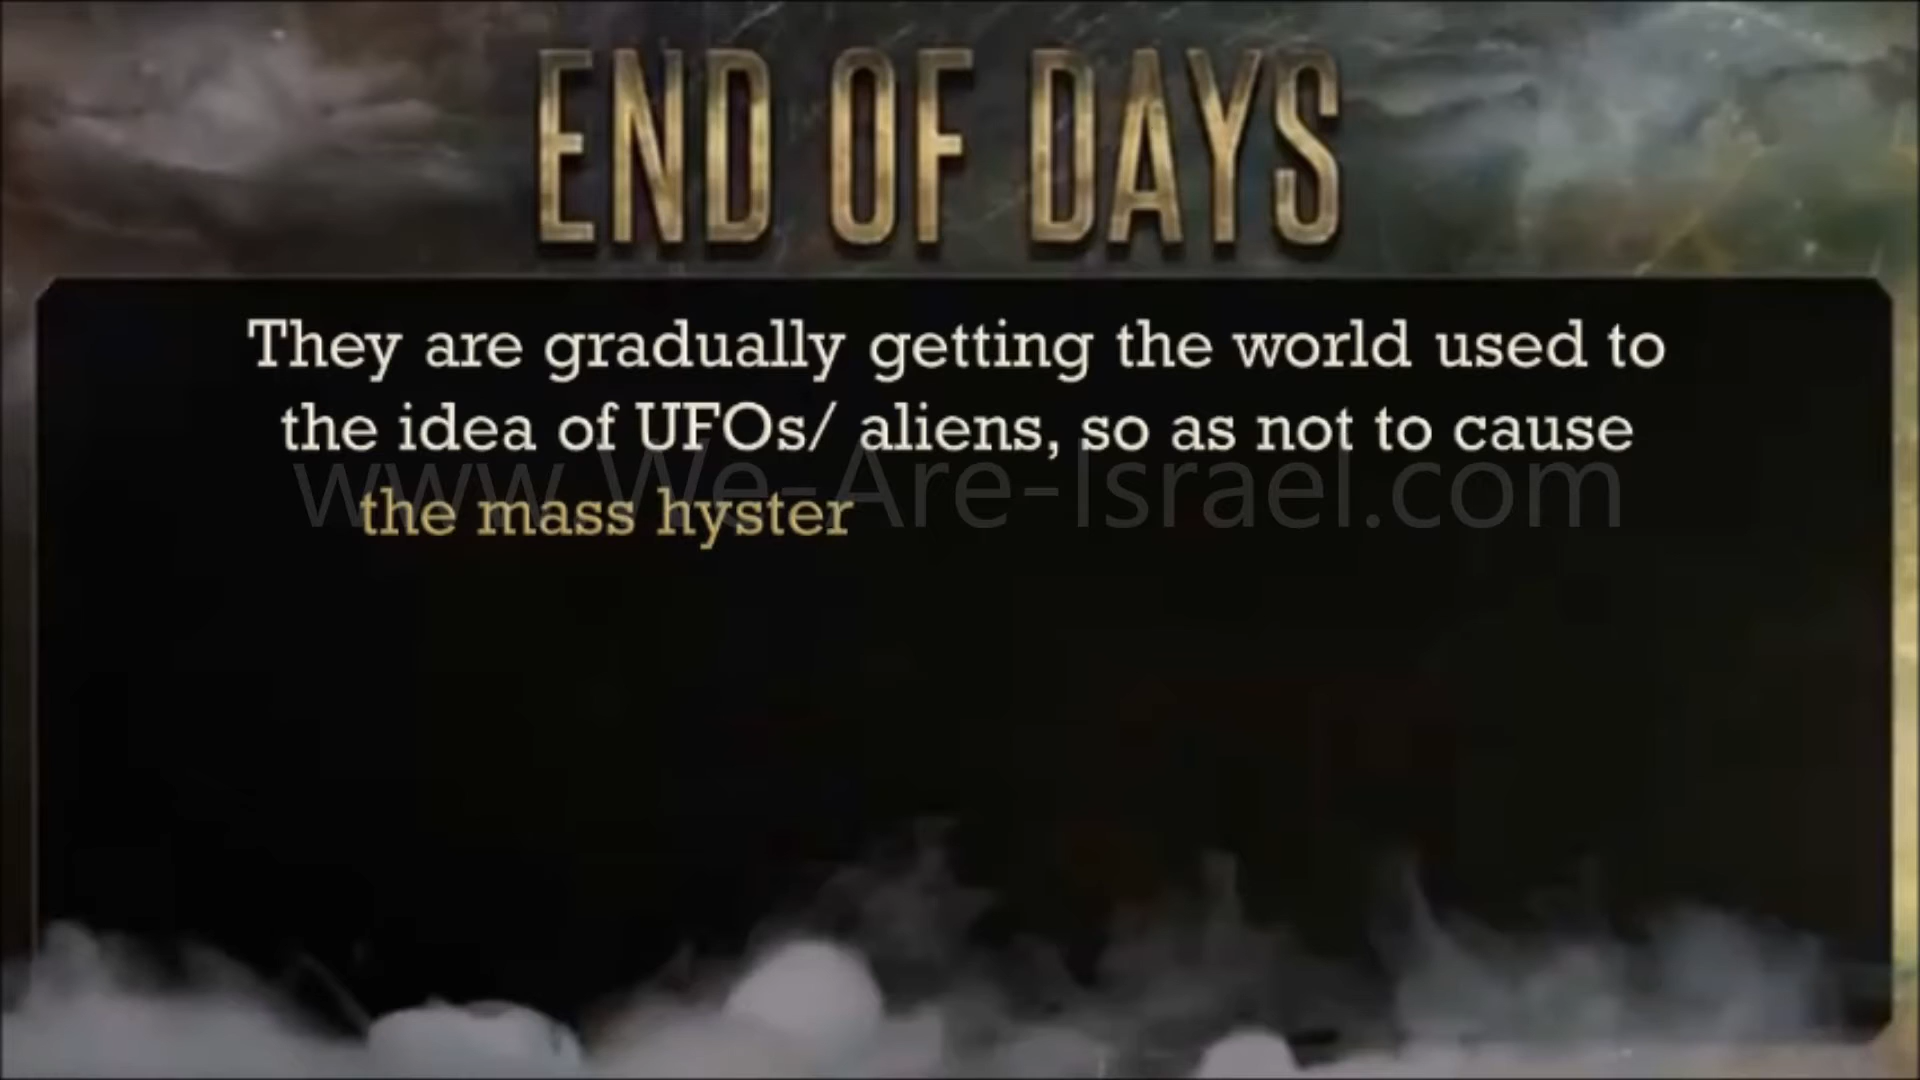 END OF DAYS
They are gradually getting the world used to
the idea of UFOs/ aliens, so as not to cause
www.We-Are-Israel.com
the mass hyster